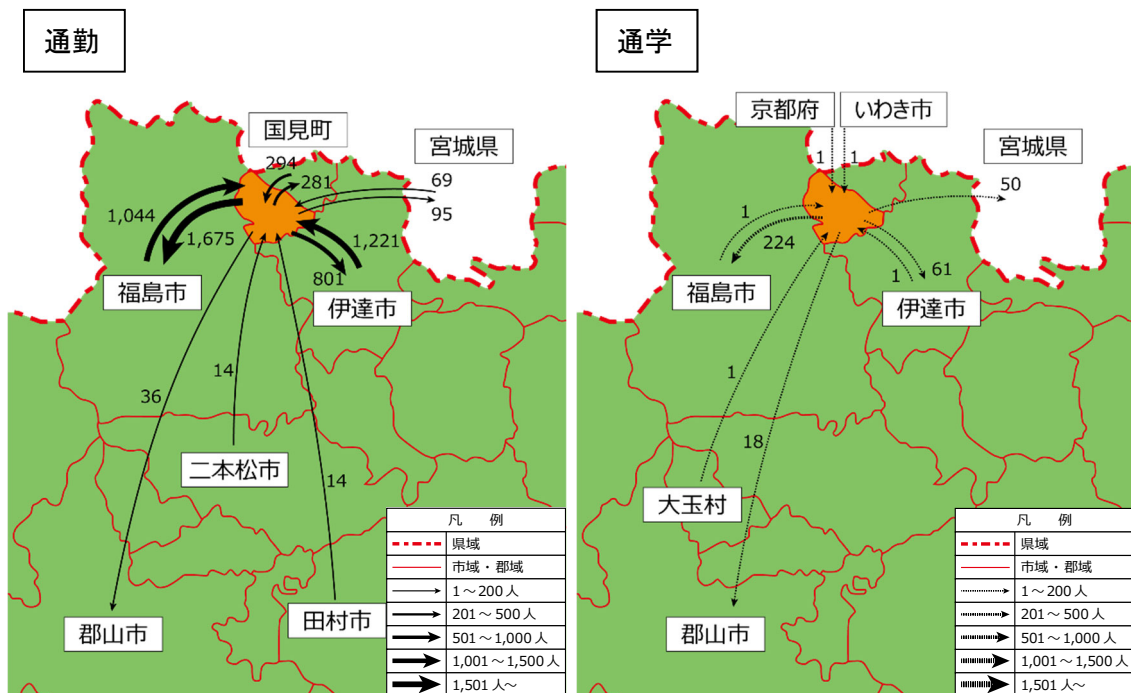 通勤
国見町
294
281
宮城県
69
95
1,044
1,675
1,221
801
福島市
伊達市
36
14
二本松市
14
郡山市
田村市
凡 例
県域
市域・郡域
1～200人
201～500人
501～1,000人
1,001～1,500人
1,501人～
通学
京都府
いわき市
宮城県
1
1
50
1
224
61
1
福島市
伊達市
1
18
大玉村
郡山市
凡 例
県域
市域・郡域
1～200人
201～500人
501～1,000人
1,001～1,500人
1,501人～